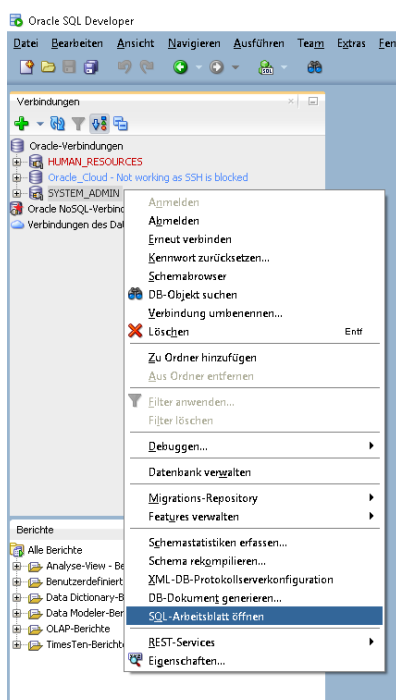 Oracle SQL Developer
Datei Bearbeiten Ansicht Navigieren Ausführen Team Extras
SQL
Verbindungen
Oracle-Verbindungen
HUMAN_RESOURCES
Oracle_Cloud - Not working as SSH is blocked
SYSTEM_ADMIN
Oracle NoSQL-Verbind
Verbindungen des Da
Anmelden
Abmelden
Erneut verbinden
Kennwort zurücksetzen...
Schemabrowser
DB-Objekt suchen
Verbindung umbenennen...
Löschen Entf
Zu Ordner hinzufügen
Aus Ordner entfernen
Filter anwenden...
Filter löschen
Debuggen...
Datenbank verwalten
Migrations-Repository
Features verwalten
Schemastatistiken erfassen...
Schema rekompilieren...
XML-DB-Protokollserverkonfiguration
DB-Dokument generieren...
SQL-Arbeitsblatt öffnen
REST-Services
Eigenschaften...
Berichte
Alle Berichte
Analyse-View - Be
Benutzerdefiniert
Data Dictionary-B
Data Modeler-Ber
OLAP-Berichte
TimesTen-Berichte